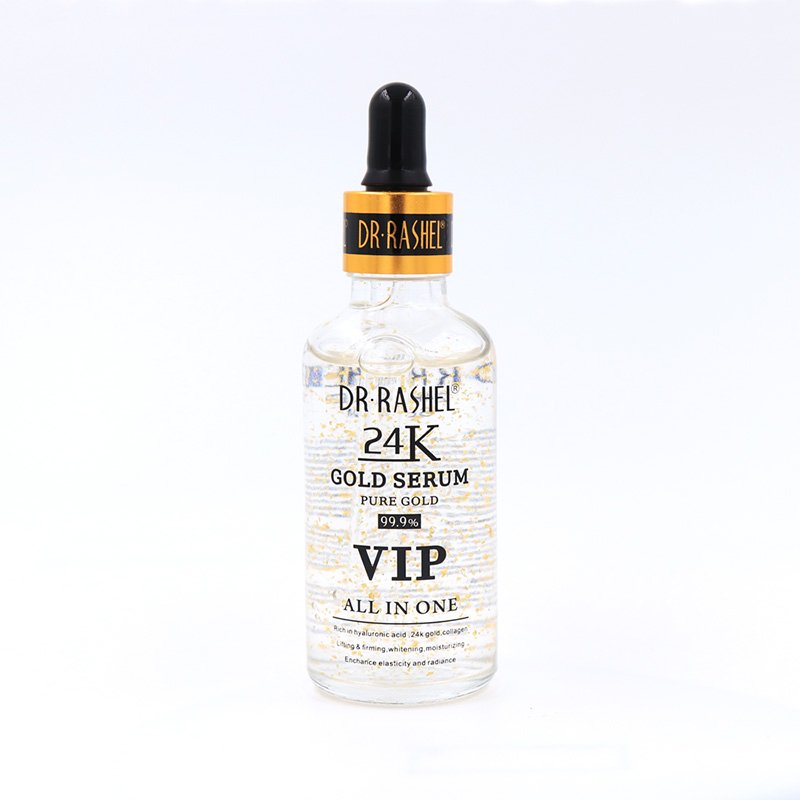 DR·RASHEL®
DR·RASHEL®
24K
GOLD SERUM
PURE GOLD
99.9%
VIP
ALL IN ONE
Rich in hyaluronic acid ,24k gold,collagen,
Lifting & firming,whitening,moisturizing
Encharce elasticity and radiance